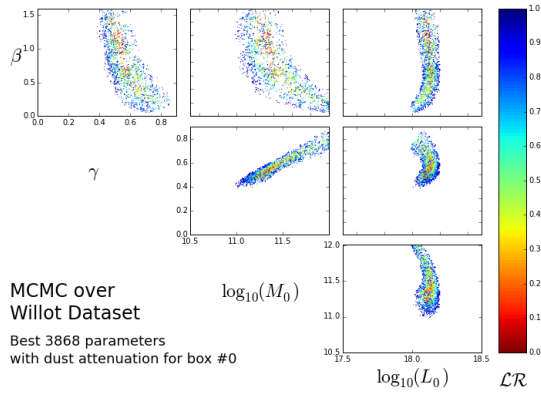 1.5
1.0
0.5
0.0
β
0.0 0.2 0.4 0.6 0.8
γ
0.8
0.6
0.4
0.2
0.0
10.5 11.0 11.5
log₁₀(M₀)
12.0
11.5
11.0
10.5
17.5 18.0 18.5
log₁₀(L₀)
1.0
0.9
0.8
0.7
0.6
0.5
0.4
0.3
0.2
0.1
0.0
ℒℛ
MCMC over
Willot Dataset
Best 3868 parameters
with dust attenuation for box #0